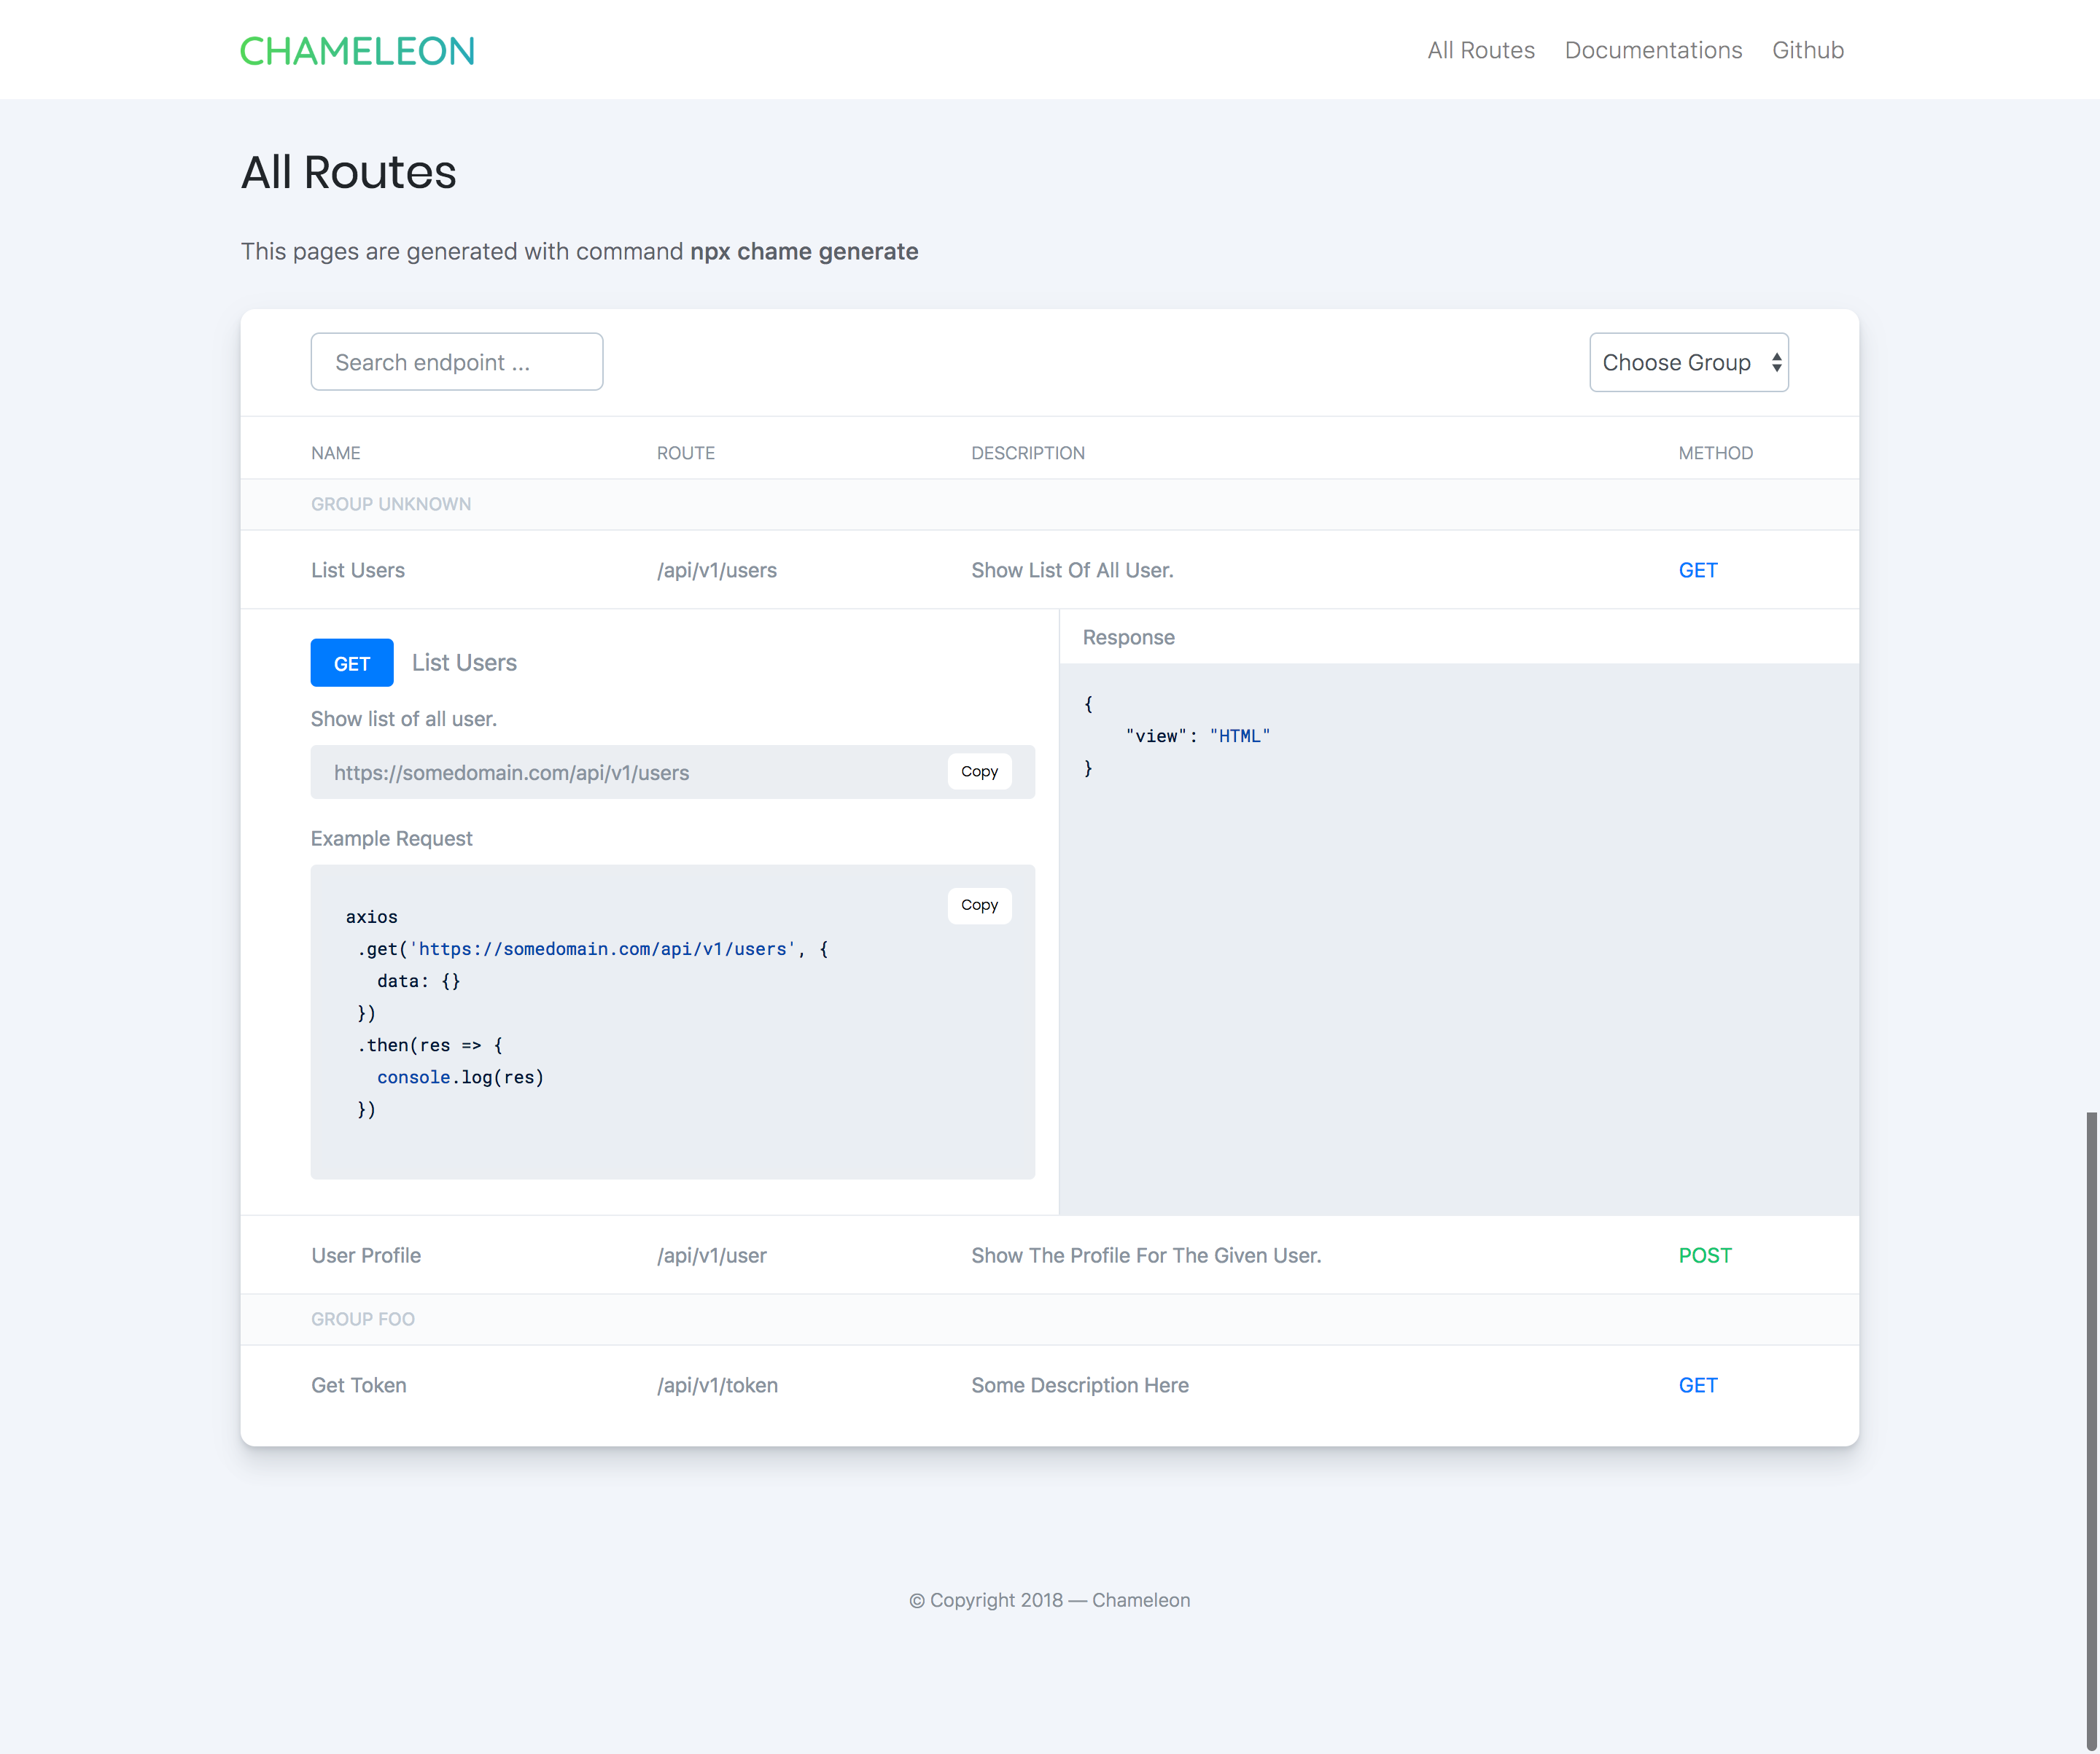 CHAMELEON
All Routes Documentations Github
All Routes
This pages are generated with command npx chame generate
Search endpoint ...
Choose Group
NAME ROUTE DESCRIPTION METHOD
GROUP UNKNOWN
List Users /api/v1/users Show List Of All User. GET
GET List Users
Show list of all user.
https://somedomain.com/api/v1/users Copy
Example Request
Copy
axios
.get('https://somedomain.com/api/v1/users', {
data: {}
})
.then(res => {
console.log(res)
})
Response
{
"view": "HTML"
}
User Profile /api/v1/user Show The Profile For The Given User. POST
GROUP FOO
Get Token /api/v1/token Some Description Here GET
© Copyright 2018 — Chameleon